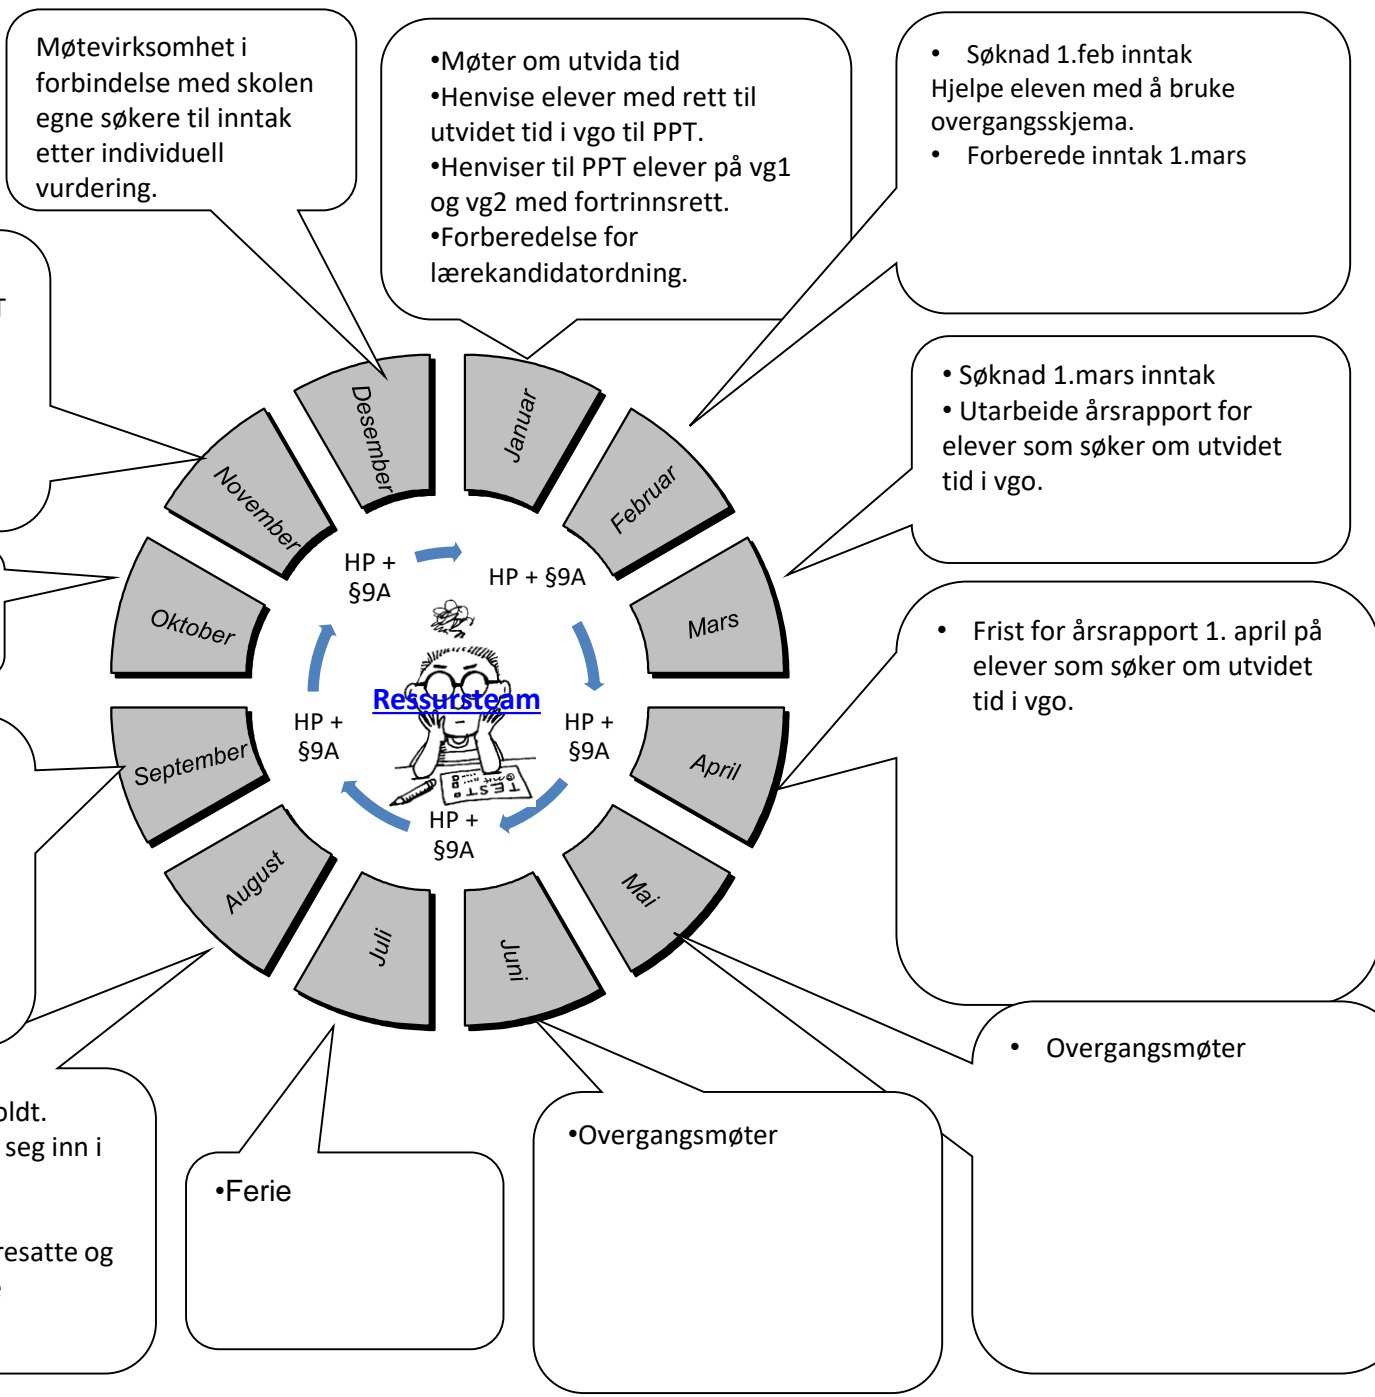 Møtevirksomhet i
forbindelse med skolen
egne søkere til inntak
etter individuell
vurdering.
•Møter om utvida tid
•Henvise elever med rett til
utvidet tid i vgo til PPT.
•Henviser til PPT elever på vg1
og vg2 med fortrinnsrett.
•Forberedelse for
lærekandidatordning.
• Søknad 1.feb inntak
Hjelpe eleven med å bruke
overgangsskjema.
• Forberede inntak 1.mars
• Søknad 1.mars inntak
• Utarbeide årsrapport for
elever som søker om utvidet
tid i vgo.
• Frist for årsrapport 1. april på
elever som søker om utvidet
tid i vgo.
• Overgangsmøter
•Overgangsmøter
•Ferie
oldt.
seg inn i
resatte og
Januar
Februar
Mars
April
Mai
Juni
Juli
August
September
Oktober
November
Desember
HP +
§9A
HP + §9A
HP +
§9A
HP +
§9A
HP +
§9A
Ressursteam
TEST